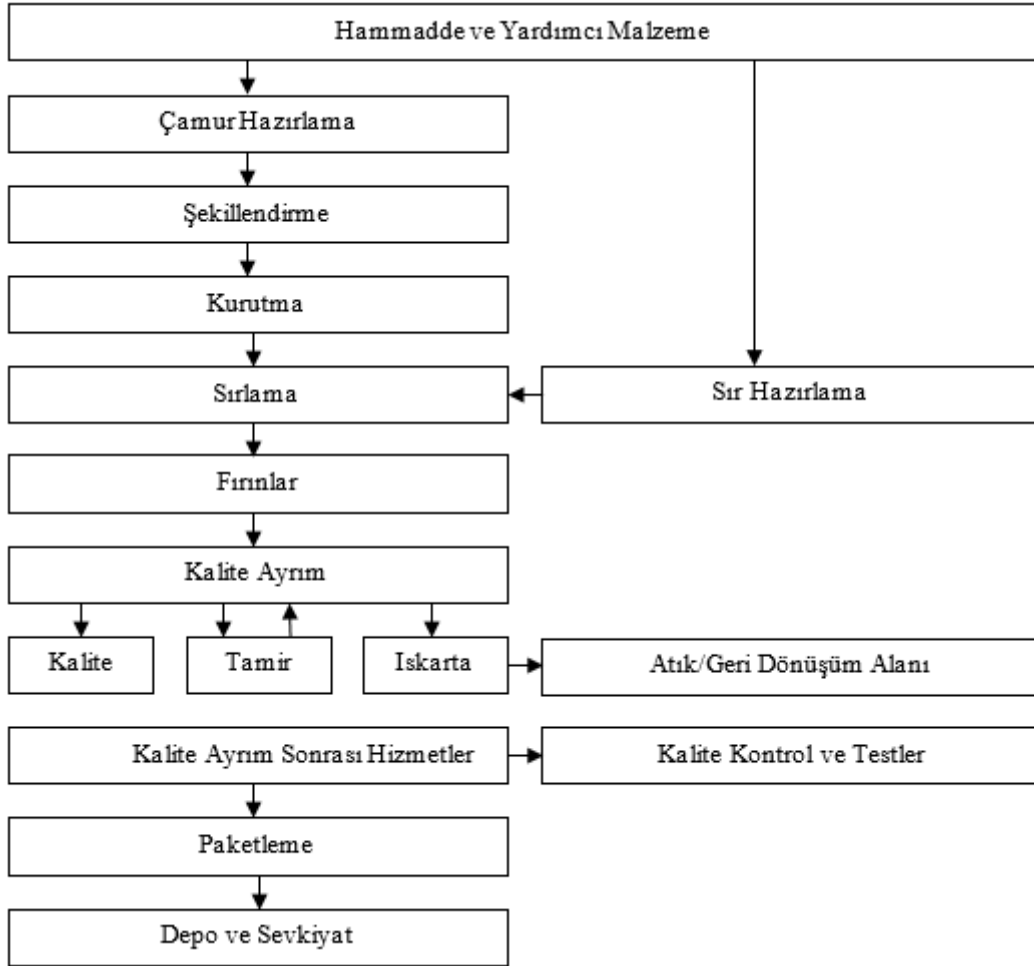 Hammadde ve Yardımcı Malzeme
Çamur Hazırlama
Şekillendirme
Kurutma
Sırlama
Sır Hazırlama
Fırınlar
Kalite Ayrım
Kalite
Tamir
Iskarta
Atık/Geri Dönüşüm Alanı
Kalite Ayrım Sonrası Hizmetler
Kalite Kontrol ve Testler
Paketleme
Depo ve Sevkiyat